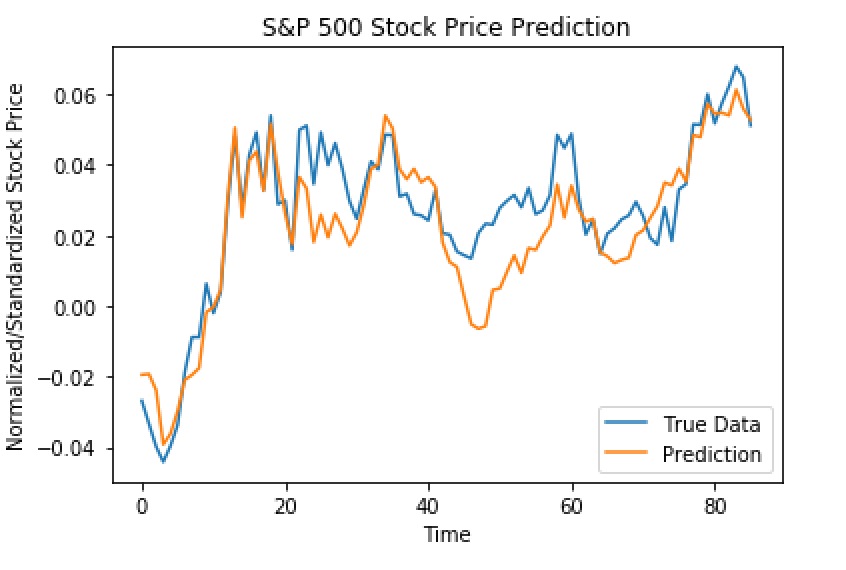 S&P 500 Stock Price Prediction
Normalized/Standardized Stock Price
0.06
0.04
0.02
0.00
−0.02
−0.04
True Data
Prediction
0 20 40 60 80
Time